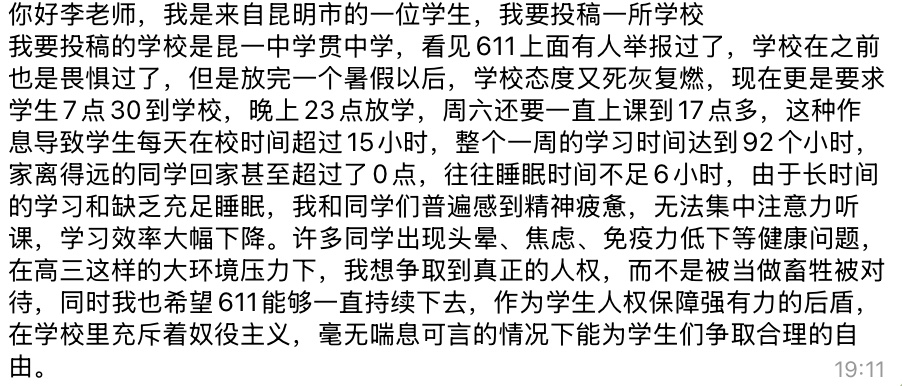 你好李老师，我是来自昆明市的一位学生，我要投稿一所学校
我要投稿的学校是昆一中学贯中学，看见611上面有人举报过了，学校在之前
也是畏惧过了，但是放完一个暑假以后，学校态度又死灰复燃，现在更是要求
学生7点30到学校，晚上23点放学，周六还要一直上课到17点多，这种作
息导致学生每天在校时间超过15小时，整个一周的学习时间达到92个小时，
家离得远的同学回家甚至超过了0点，往往睡眠时间不足6小时，由于长时间
的学习和缺乏充足睡眠，我和同学们普遍感到精神疲惫，无法集中注意力听
课，学习效率大幅下降。许多同学出现头晕、焦虑、免疫力低下等健康问题，
在高三这样的大环境压力下，我想争取到真正的人权，而不是被当做畜牲被对
待，同时我也希望611能够一直持续下去，作为学生人权保障强有力的后盾，
在学校里充斥着奴役主义，毫无喘息可言的情况下能为学生们争取合理的自
由。
19:11